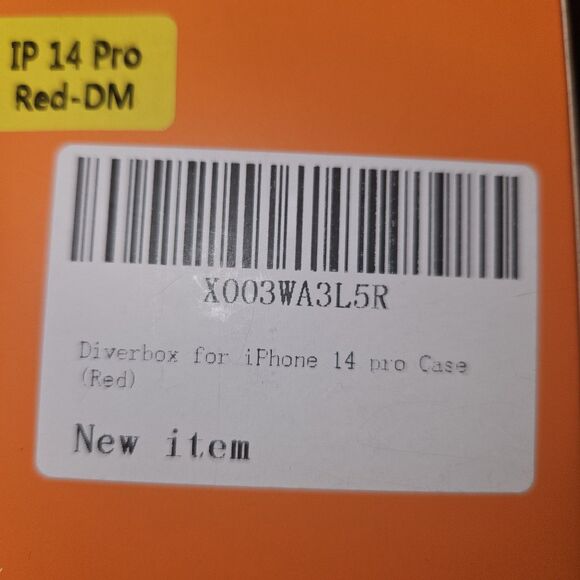 IP 14 Pro
Red-DM
X003WA3L5R
Diverbox for iPhone 14 pro Case
(Red)
New item